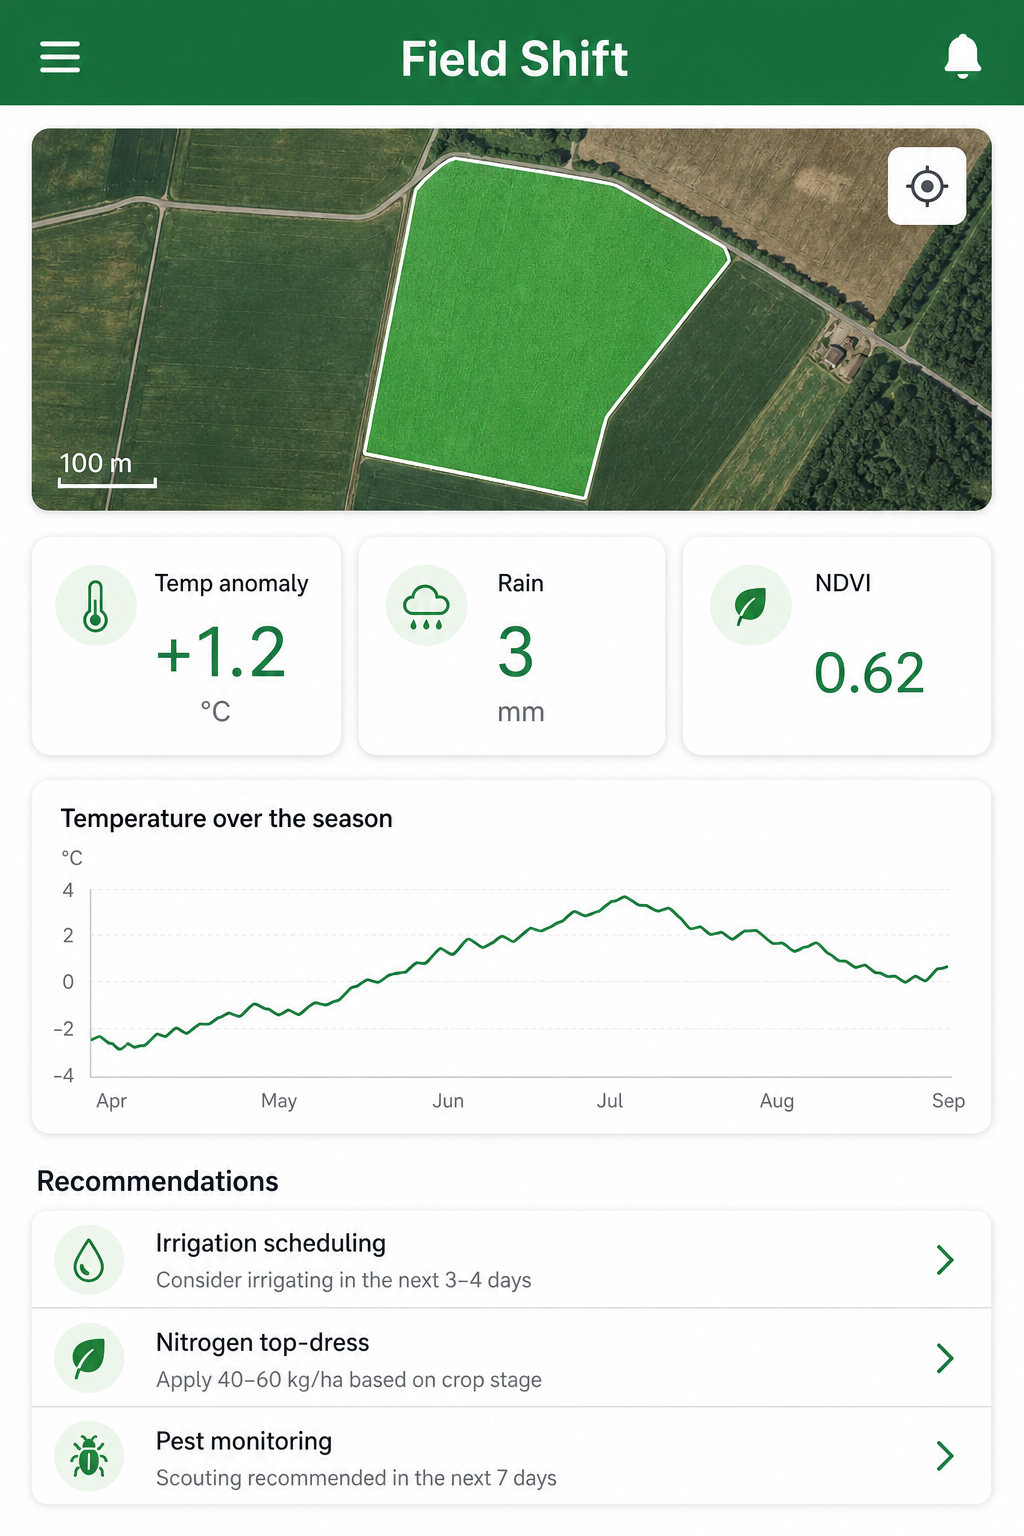 Field Shift
100 m
Temp anomaly
+1.2
°C
Rain
3
mm
NDVI
0.62
Temperature over the season
°C
4
2
0
-2
-4
Apr May Jun Jul Aug Sep
Recommendations
Irrigation scheduling
Consider irrigating in the next 3–4 days
Nitrogen top-dress
Apply 40–60 kg/ha based on crop stage
Pest monitoring
Scouting recommended in the next 7 days